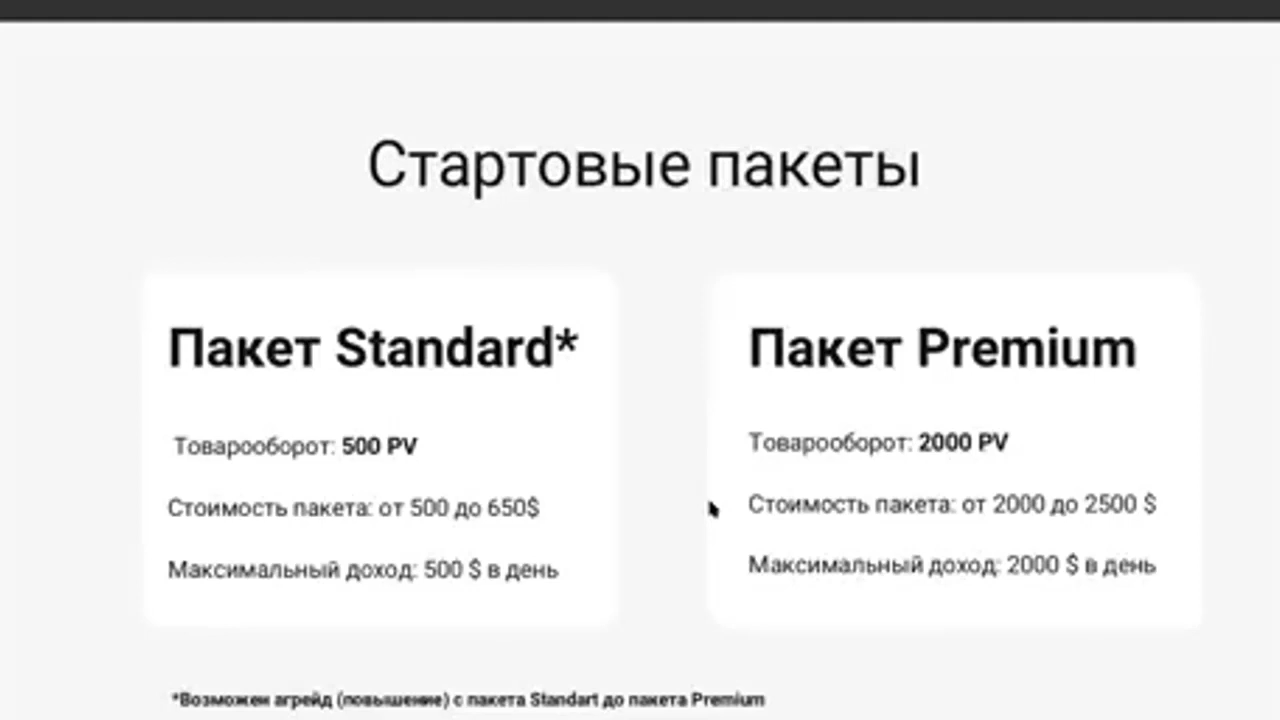 Стартовые пакеты
Пакет Standard*
Товарооборот: 500 PV
Стоимость пакета: от 500 до 650$
Максимальный доход: 500 $ в день
Пакет Premium
Товарооборот: 2000 PV
Стоимость пакета: от 2000 до 2500 $
Максимальный доход: 2000 $ в день
*Возможен агрейд (повышение) с пакета Standart до пакета Premium